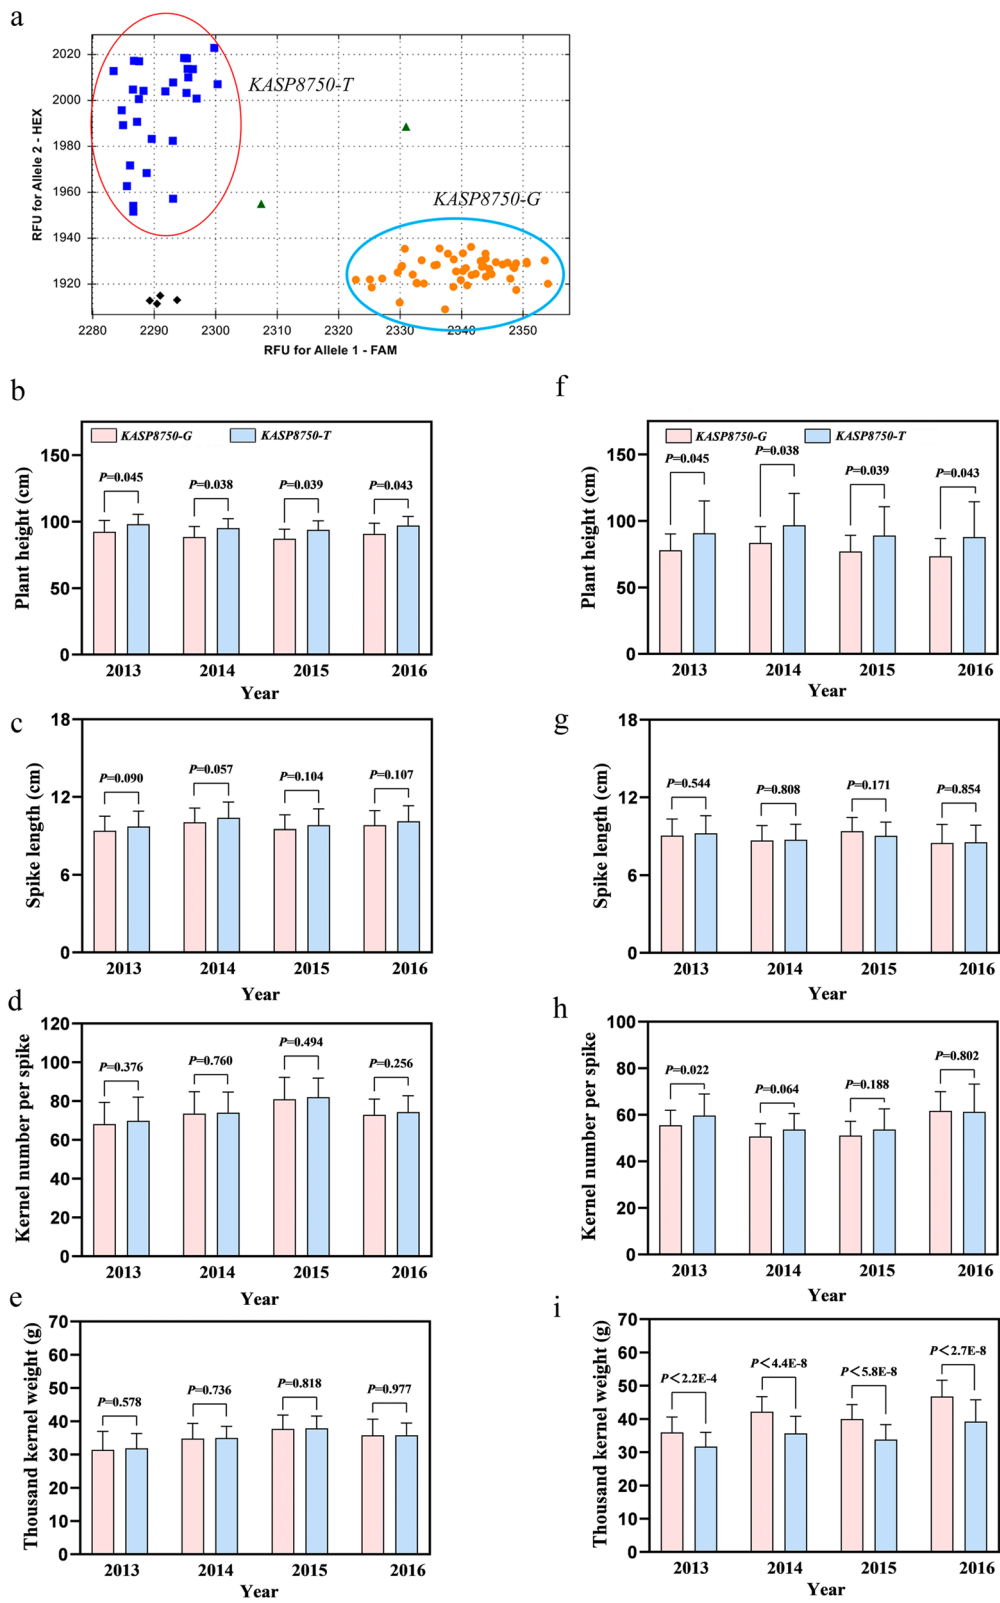 a
2020
2000
1980
1960
1940
1920
RFU for Allele 2 - HEX
KASP8750-T
KASP8750-G
2280 2290 2300 2310 2320 2330 2340 2350
RFU for Allele 1 - FAM
b
KASP8750-G KASP8750-T
150
100
50
0
Plant height (cm)
P=0.045 P=0.038 P=0.039 P=0.043
2013 2014 2015 2016
Year
f
KASP8750-G KASP8750-T
150
100
50
0
Plant height (cm)
P=0.045 P=0.038 P=0.039 P=0.043
2013 2014 2015 2016
Year
c
18
12
6
0
Spike length (cm)
P=0.090 P=0.057 P=0.104 P=0.107
2013 2014 2015 2016
Year
g
18
12
6
0
Spike length (cm)
P=0.544 P=0.808 P=0.171 P=0.854
2013 2014 2015 2016
Year
d
120
100
80
60
40
20
0
Kernel number per spike
P=0.376 P=0.760 P=0.494 P=0.256
2013 2014 2015 2016
Year
h
100
80
60
40
20
0
Kernel number per spike
P=0.022 P=0.064 P=0.188 P=0.802
2013 2014 2015 2016
Year
e
70
60
50
40
30
20
10
0
Thousand kernel weight (g)
P=0.578 P=0.736 P=0.818 P=0.977
2013 2014 2015 2016
Year
i
70
60
50
40
30
20
10
0
Thousand kernel weight (g)
P<2.2E-4 P<4.4E-8 P<5.8E-8 P<2.7E-8
2013 2014 2015 2016
Year